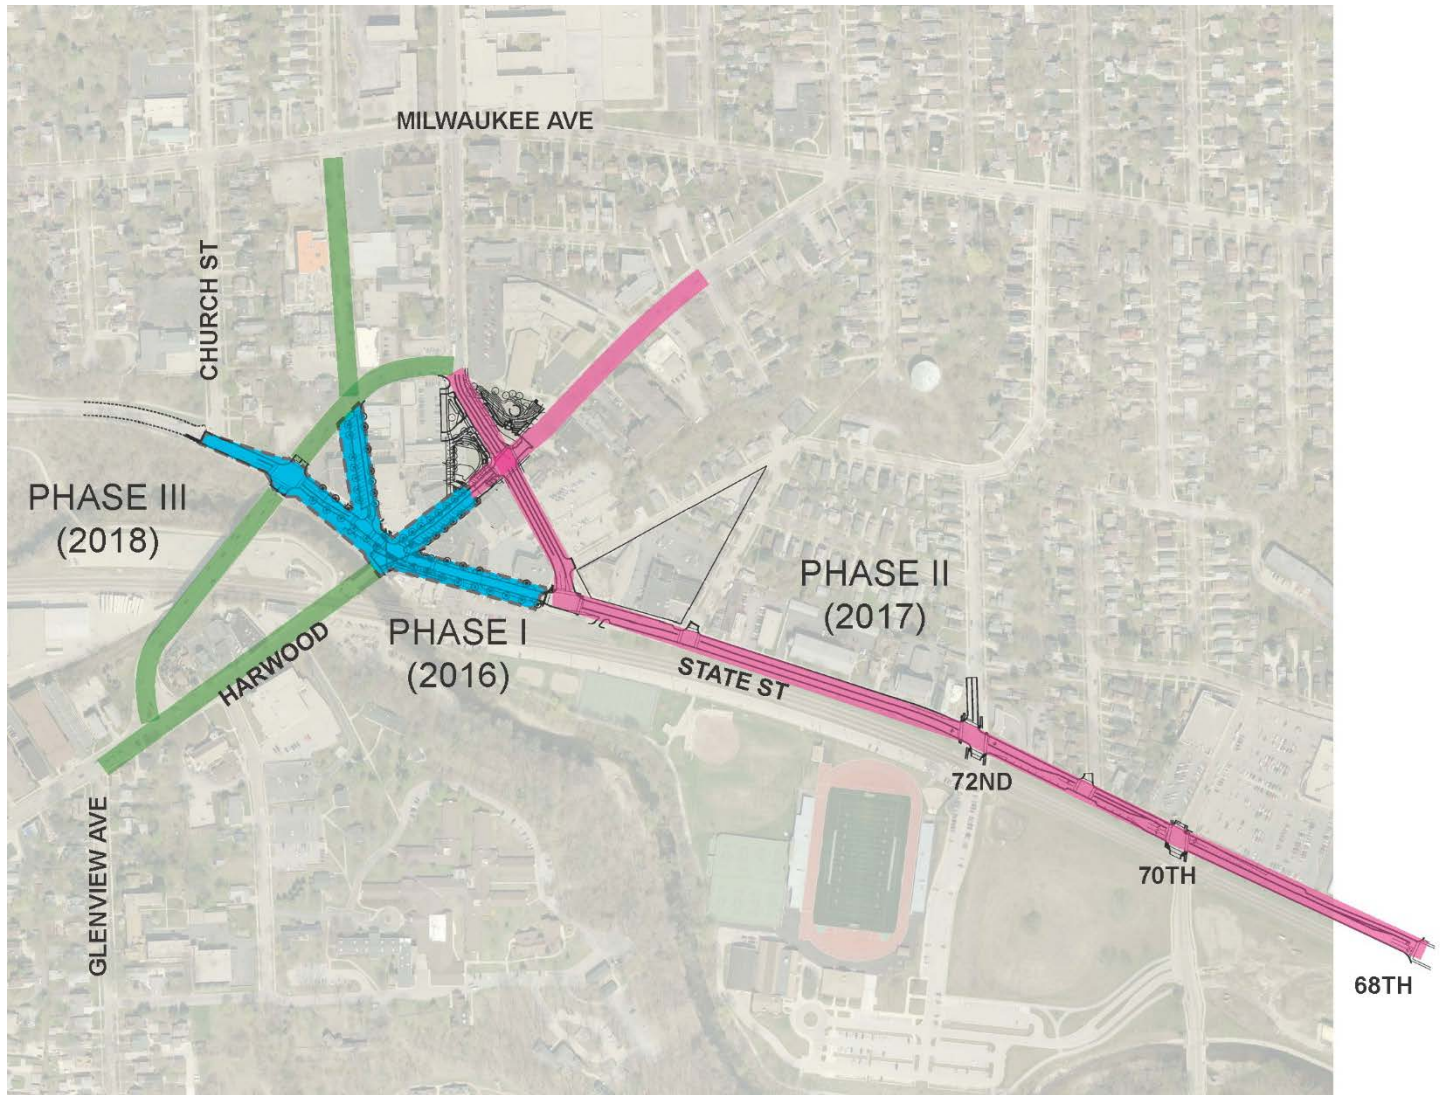 MILWAUKEE AVE
CHURCH ST
PHASE III
(2018)
PHASE II
(2017)
PHASE I
(2016)
HARWOOD
STATE ST
72ND
70TH
GLENVIEW AVE
68TH